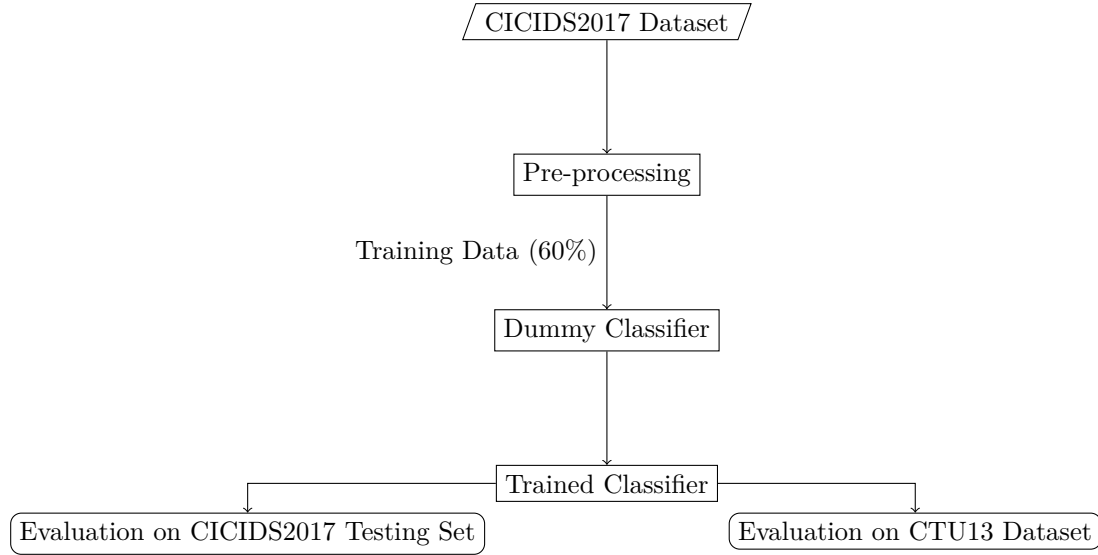 CICIDS2017 Dataset
Pre-processing
Training Data (60%)
Dummy Classifier
Trained Classifier
Evaluation on CICIDS2017 Testing Set
Evaluation on CTU13 Dataset